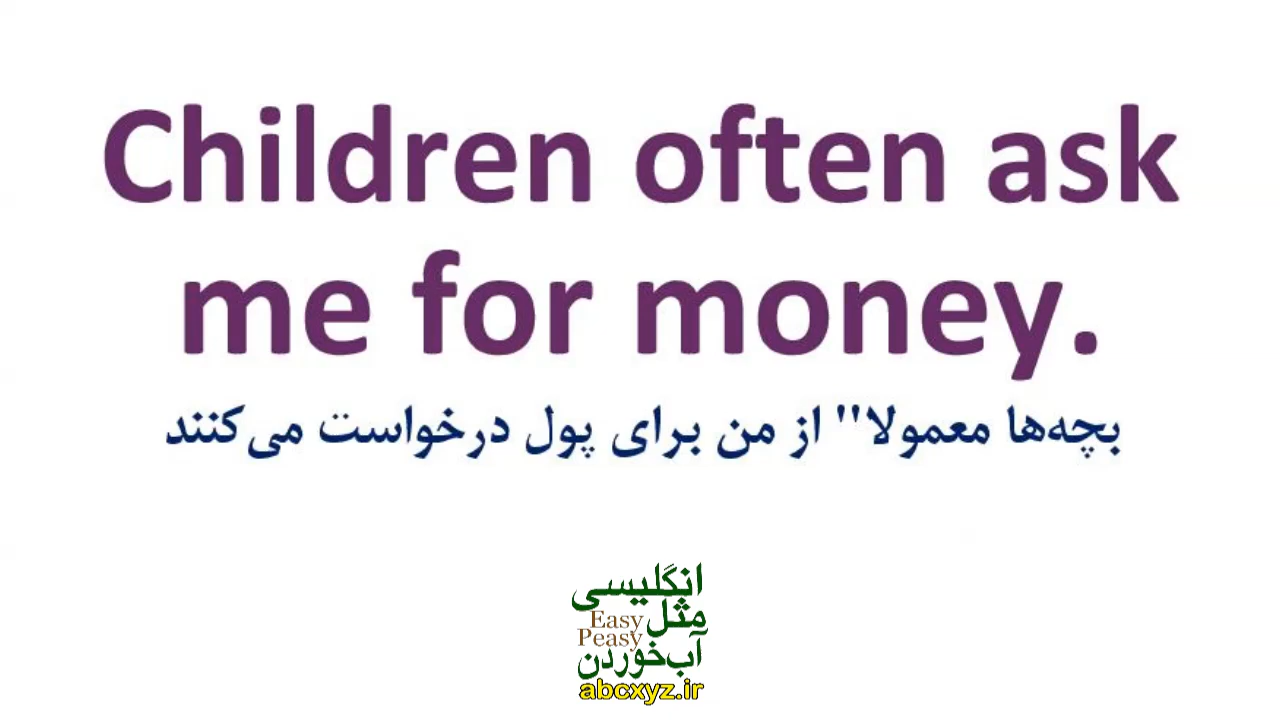 Children often ask
me for money.
بچه‌ها معمولا" از من برای پول درخواست می‌کنند
انگلیسی
مثل
Easy
Peasy
آب‌خوردن
abcxyz.ir